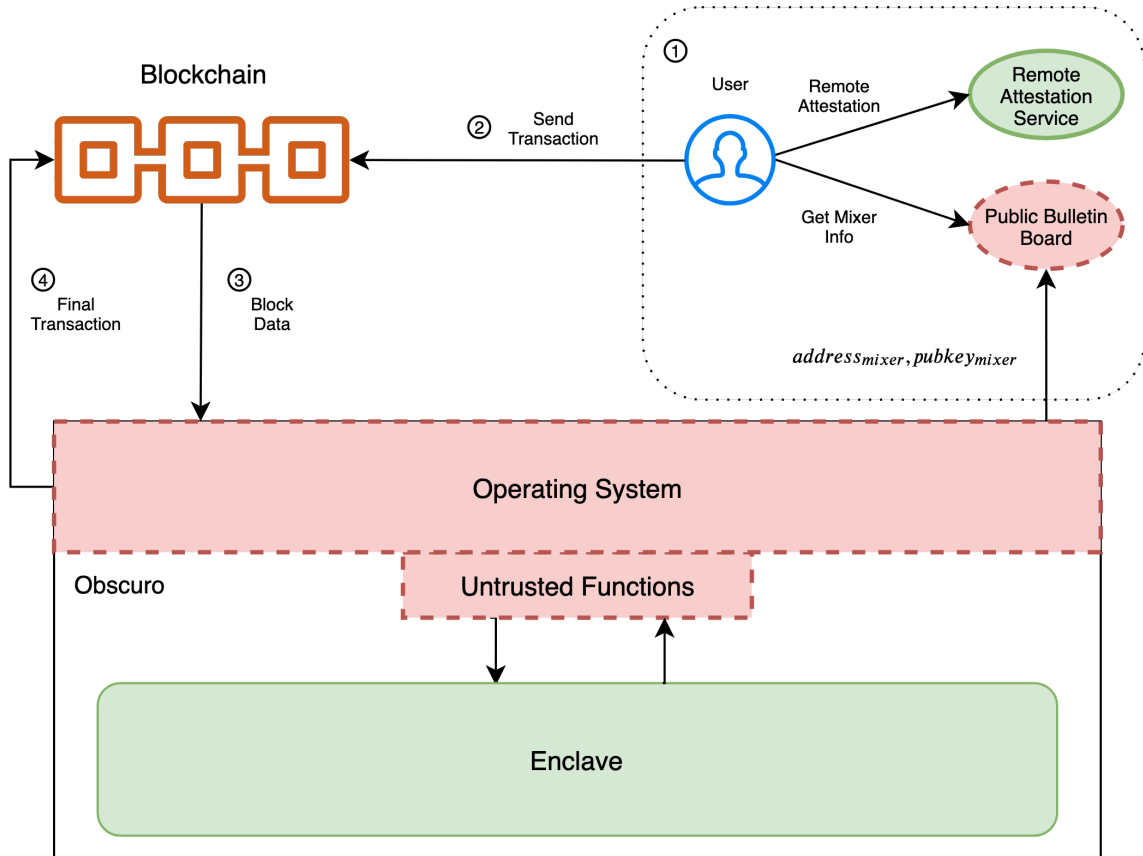 ①
User
Remote
Attestation
Remote
Attestation
Service
Blockchain
②
Send
Transaction
Get Mixer
Info
Public Bulletin
Board
④
Final
Transaction
③
Block
Data
address_mixer, pubkey_mixer
Operating System
Obscuro
Untrusted Functions
Enclave